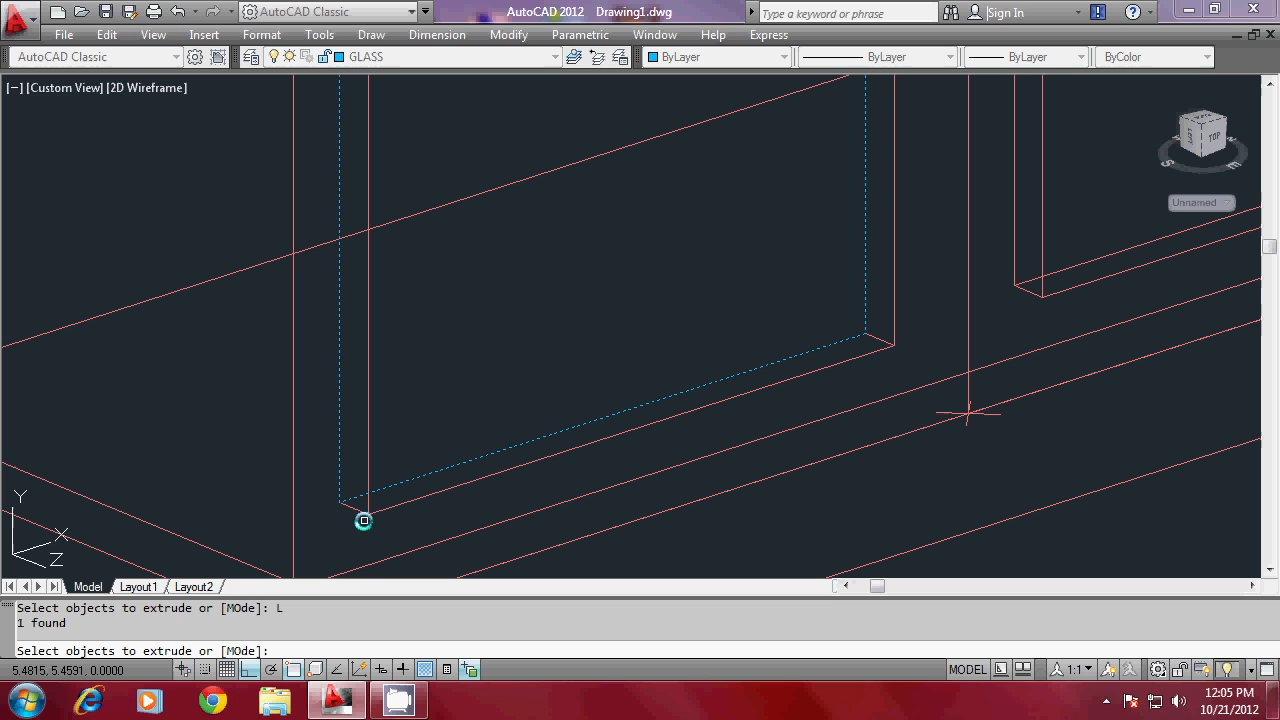 AutoCAD Classic
AutoCAD 2012 Drawing1.dwg
Type a keyword or phrase
Sign In
File Edit View Insert Format Tools Draw Dimension Modify Parametric Window Help Express
AutoCAD Classic
GLASS
ByLayer
ByLayer
ByLayer
ByColor
[−] [Custom View] [2D Wireframe]
TOP
S
E
Unnamed
Y
X
Z
Model Layout1 Layout2
Select objects to extrude or [MOde]: L
1 found
Select objects to extrude or [MOde]:
5.4815, 5.4591, 0.0000
MODEL
1:1
12:05 PM
10/21/2012